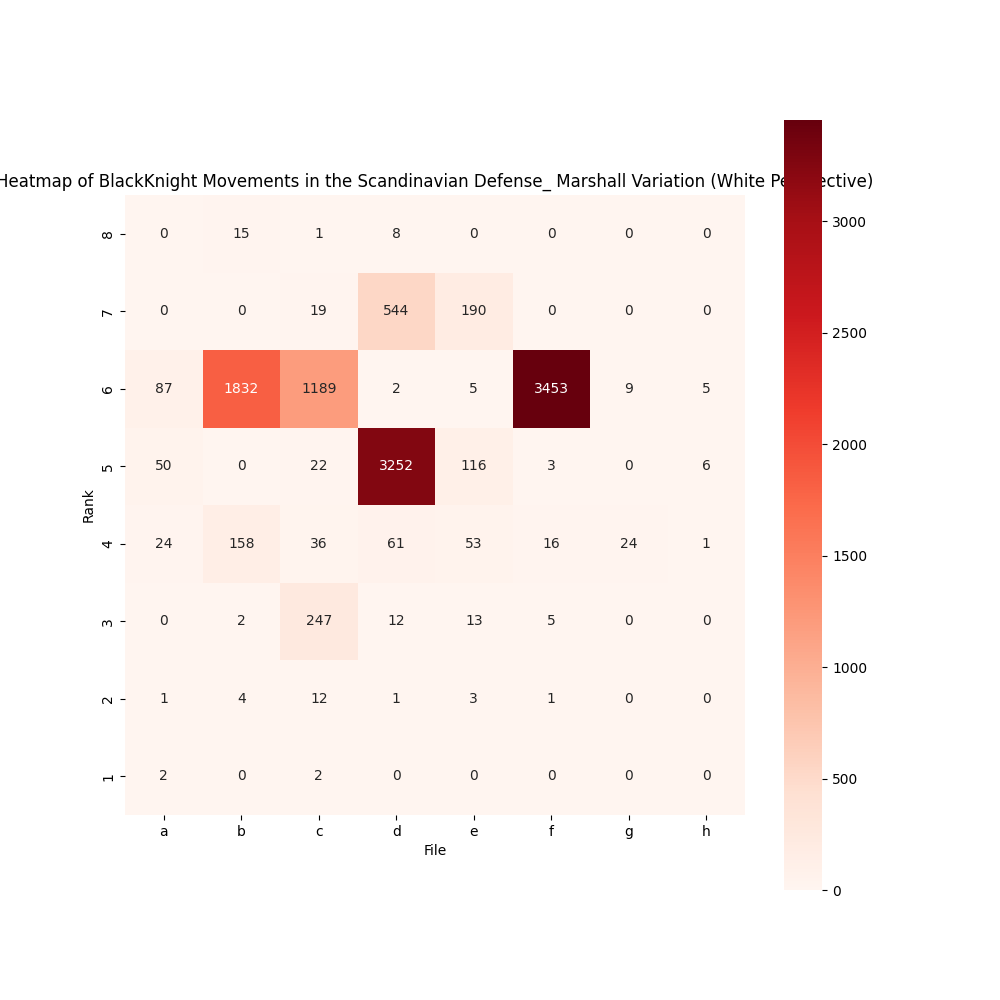 Heatmap of BlackKnight Movements in the Scandinavian Defense_ Marshall Variation (White Pe ective)
8 0 15 1 8 0 0 0 0
7 0 0 19 544 190 0 0 0
6 87 1832 1189 2 5 3453 9 5
5 50 0 22 3252 116 3 0 6
4 24 158 36 61 53 16 24 1
3 0 2 247 12 13 5 0 0
2 1 4 12 1 3 1 0 0
1 2 0 2 0 0 0 0 0
a b c d e f g h
File
Rank
3000
2500
2000
1500
1000
500
0